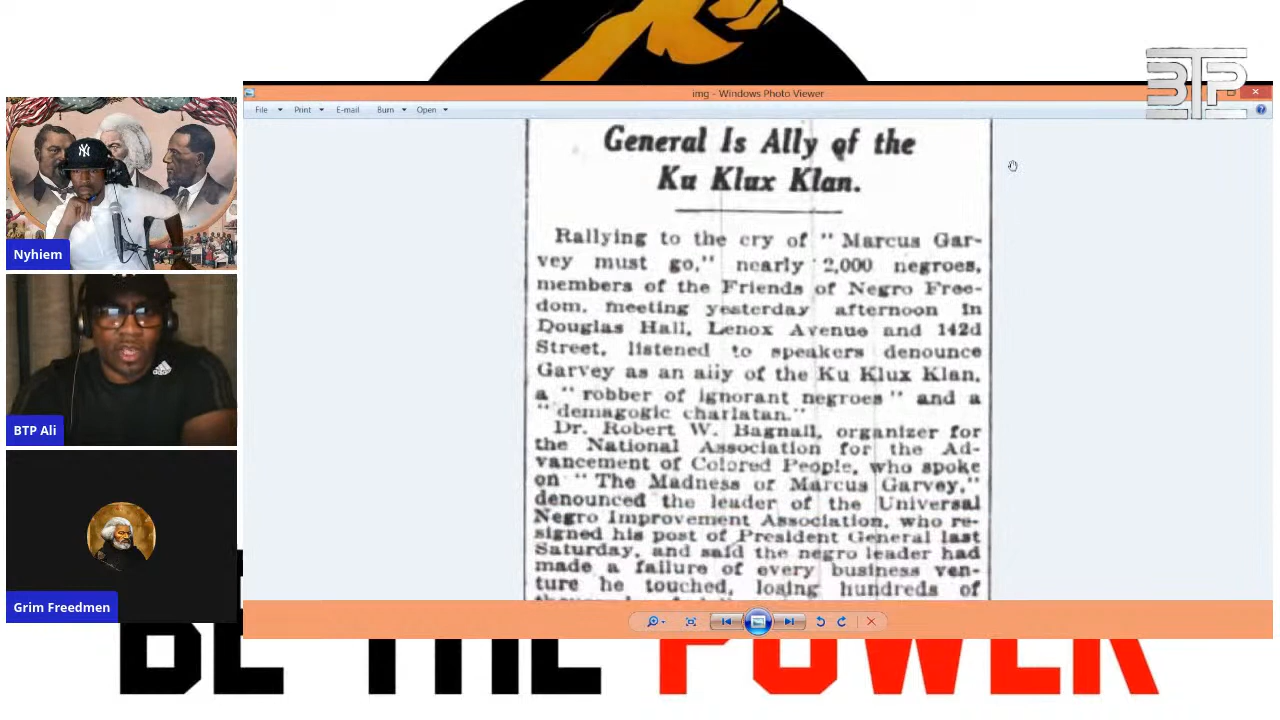 BTP
img - Windows Photo Viewer
File Print E-mail Burn Open
General Is Ally of the
Ku Klux Klan.
Rallying to the cry of " Marcus Gar-
vey must go," nearly 2,000 negroes,
members of the Friends of Negro Free-
dom, meeting yesterday afternoon in
Douglas Hall, Lenox Avenue and 142d
Street, listened to speakers denounce
Garvey as an ally of the Ku Klux Klan,
a " robber of ignorant negroes " and a
" demagogic charlatan."
Dr. Robert W. Bagnall, organizer for
the National Association for the Ad-
vancement of Colored People, who spoke
on " The Madness of Marcus Garvey,"
denounced the leader of the Universal
Negro Improvement Association, who re-
signed his post of President General last
Saturday, and said the negro leader had
made a failure of every business ven-
ture he touched, losing hundreds of
NY
Nyhiem
adidas
BTP Ali
Grim Freedmen
BE THE POWER